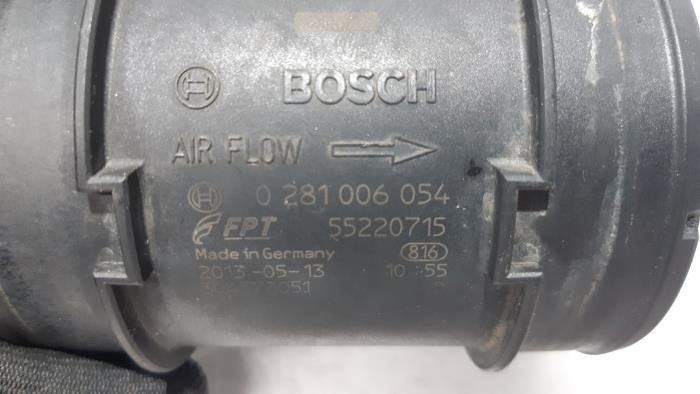 BOSCH
AIR FLOW
0 281 006 054
FPT 55220715
Made in Germany 816
2013-05-13 10:55